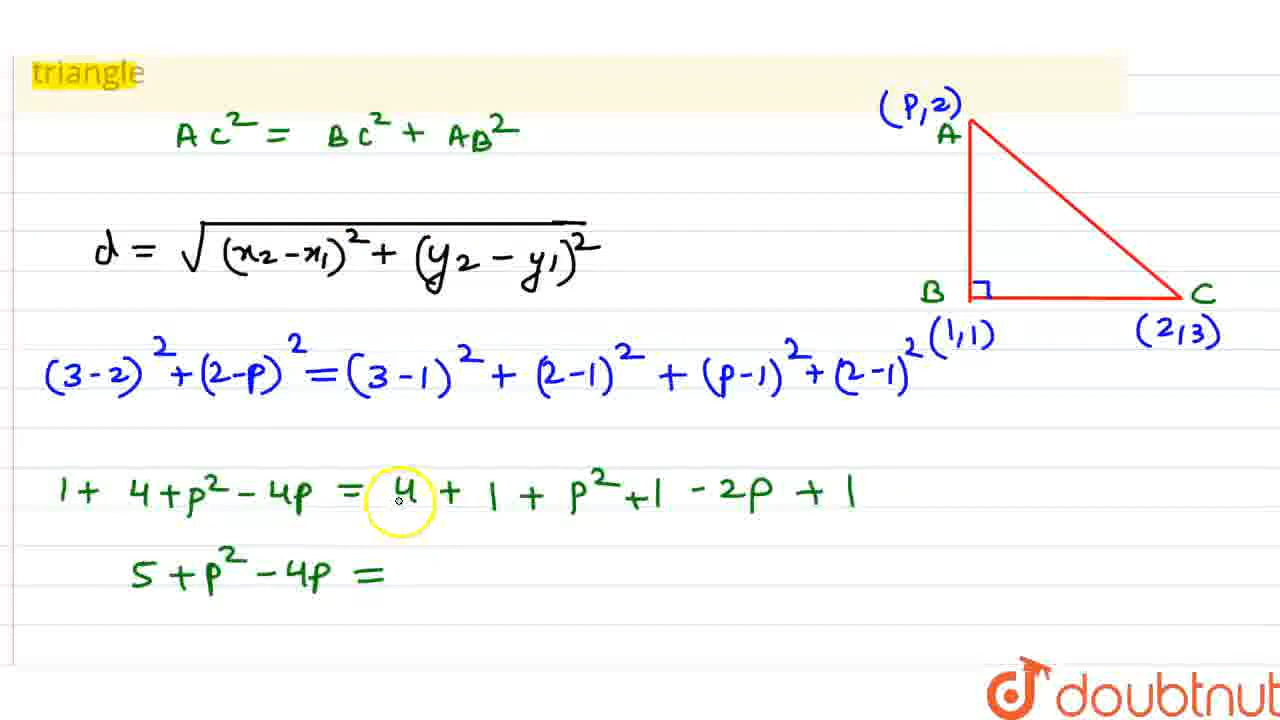 triangle
AC² = BC² + AB²
(P,2)
A
d = √(x₂-x₁)² + (y₂ - y₁)²
B
C
(1,1)
(2,3)
(3-2)² + (2-p)² = (3-1)² + (2-1)² + (p-1)² + (2-1)²
1 + 4 + p² - 4p = 4 + 1 + p² + 1 - 2p + 1
5 + p² - 4p =
doubtnut